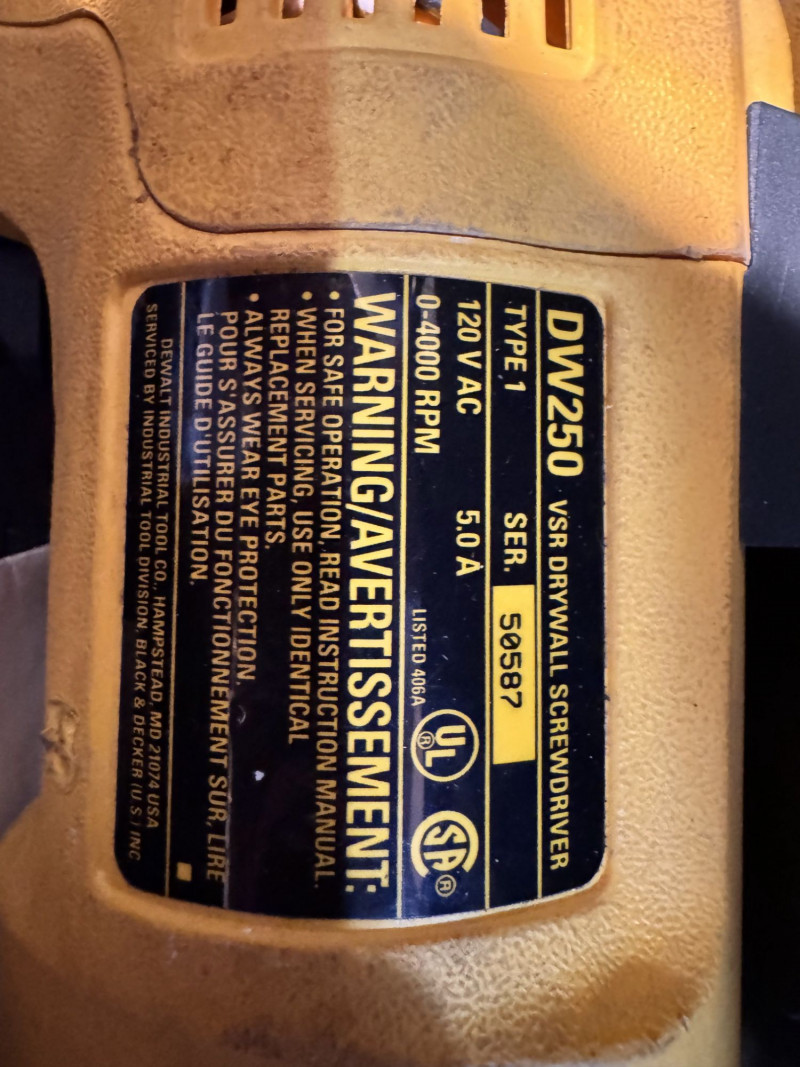 DW250 VSR DRYWALL SCREWDRIVER
TYPE 1 SER. 50587
120 V AC 5.0 A
0-4000 RPM LISTED 406A UL ® SA ®
WARNING/AVERTISSEMENT:
• FOR SAFE OPERATION, READ INSTRUCTION MANUAL.
• WHEN SERVICING, USE ONLY IDENTICAL
REPLACEMENT PARTS.
• ALWAYS WEAR EYE PROTECTION.
POUR S'ASSURER DU FONCTIONNEMENT SUR, LIRE
LE GUIDE D'UTILISATION.
DEWALT INDUSTRIAL TOOL CO., HAMPSTEAD, MD 21074 USA
SERVICED BY INDUSTRIAL TOOL DIVISION, BLACK & DECKER (U.S.) INC